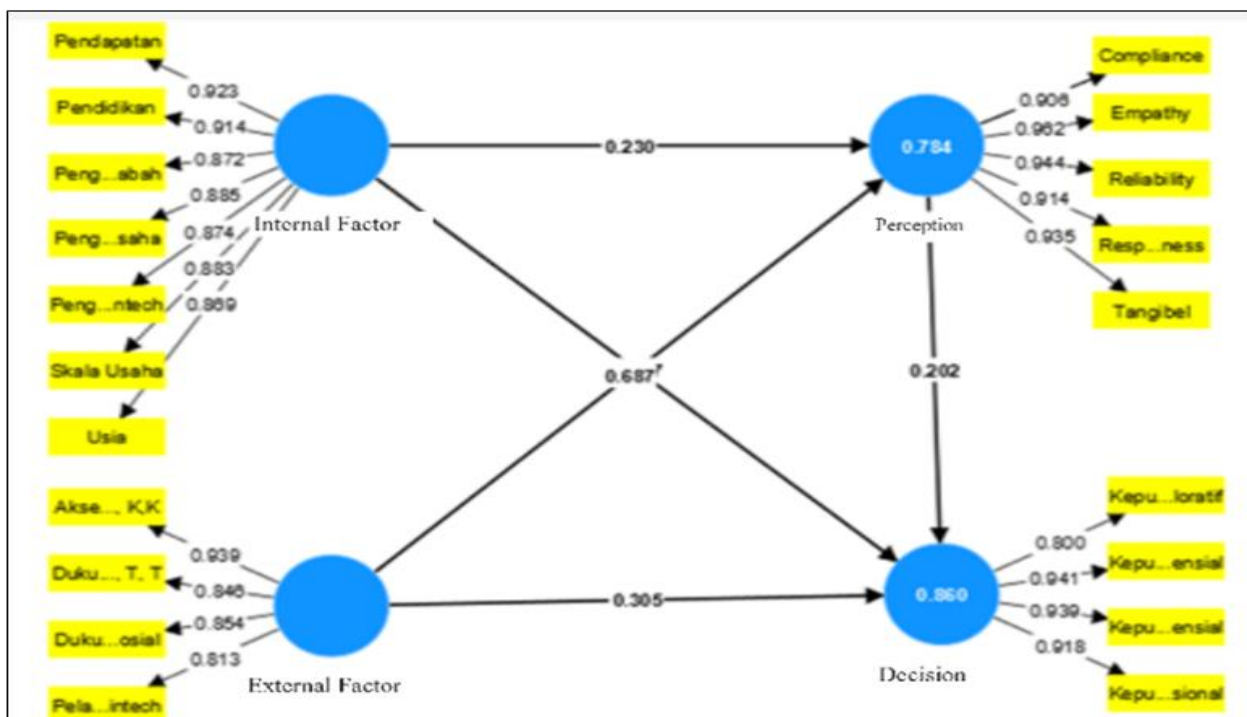 Pendapatan
Pendidikan
Peng...abah
Peng...saha
Peng...ntech
Skala Usaha
Usia
0.923
0.914
0.872
0.885
0.874
0.883
0.869
Internal Factor
0.230
0.784
Perception
0.906
0.962
0.944
0.914
0.935
Compliance
Empathy
Reliability
Resp...ness
Tangibel
0.687
0.202
Akse..., K,K
Duku..., T, T
Duku...osial
Pela...intech
0.939
0.846
0.854
0.813
External Factor
0.305
0.860
Decision
0.800
0.941
0.939
0.918
Kepu...loratif
Kepu...ensial
Kepu...ensial
Kepu...sional